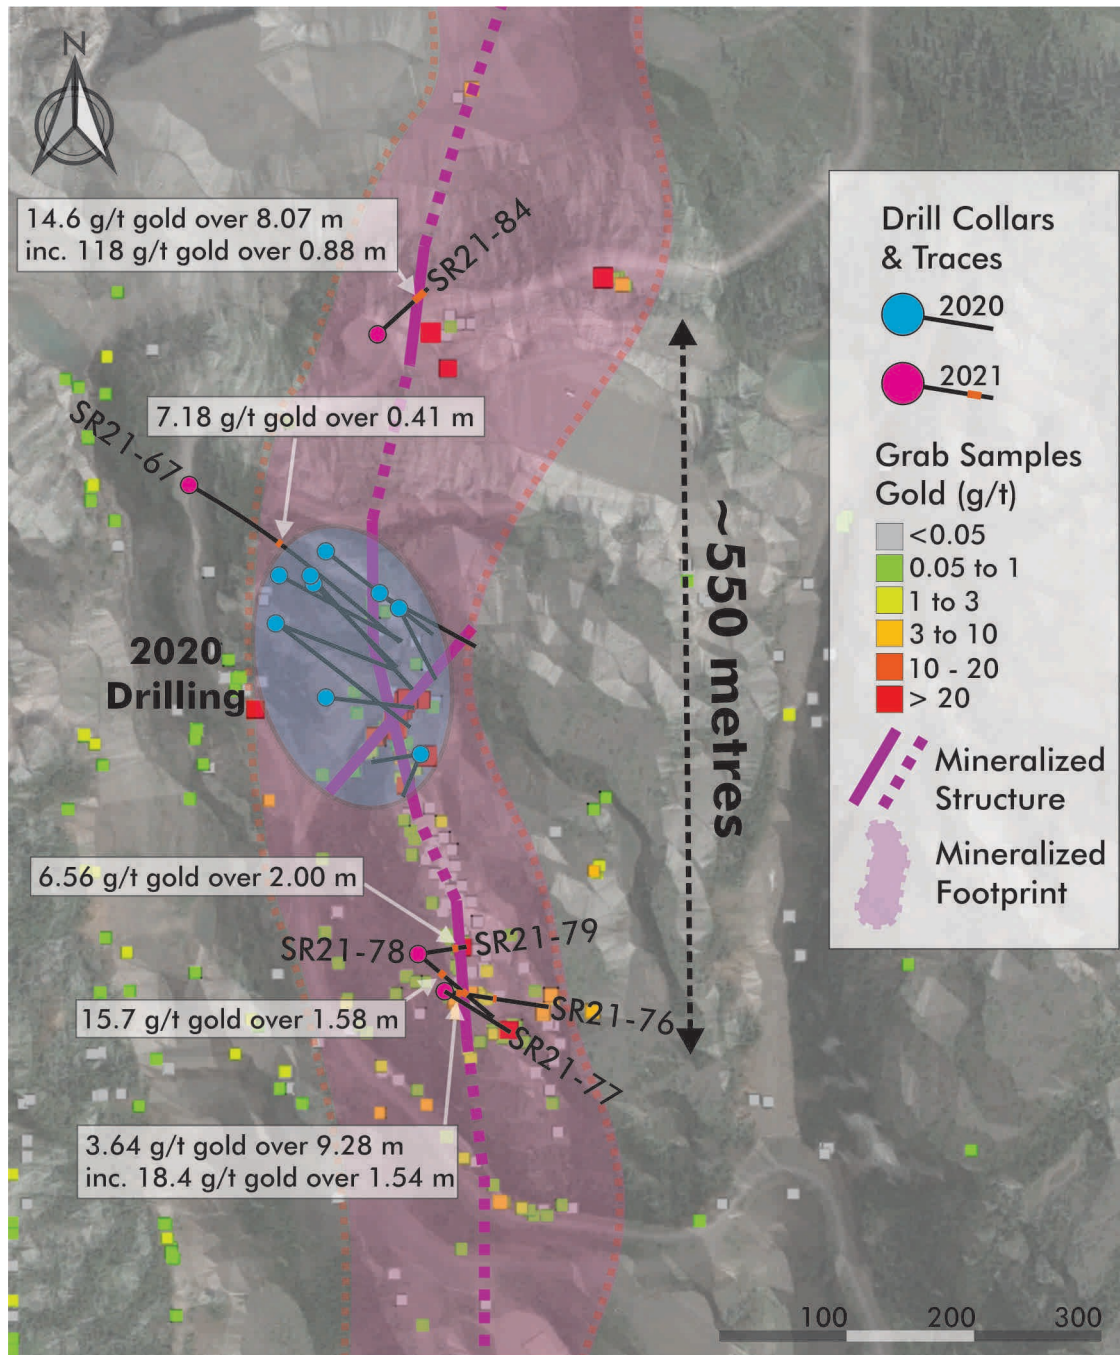 N
14.6 g/t gold over 8.07 m
inc. 118 g/t gold over 0.88 m
SR21-84
7.18 g/t gold over 0.41 m
SR21-67
2020
Drilling
~550 metres
6.56 g/t gold over 2.00 m
SR21-78
SR21-79
15.7 g/t gold over 1.58 m
SR21-76
SR21-77
3.64 g/t gold over 9.28 m
inc. 18.4 g/t gold over 1.54 m
Drill Collars
& Traces
2020
2021
Grab Samples
Gold (g/t)
<0.05
0.05 to 1
1 to 3
3 to 10
10 - 20
> 20
Mineralized
Structure
Mineralized
Footprint
100 200 300